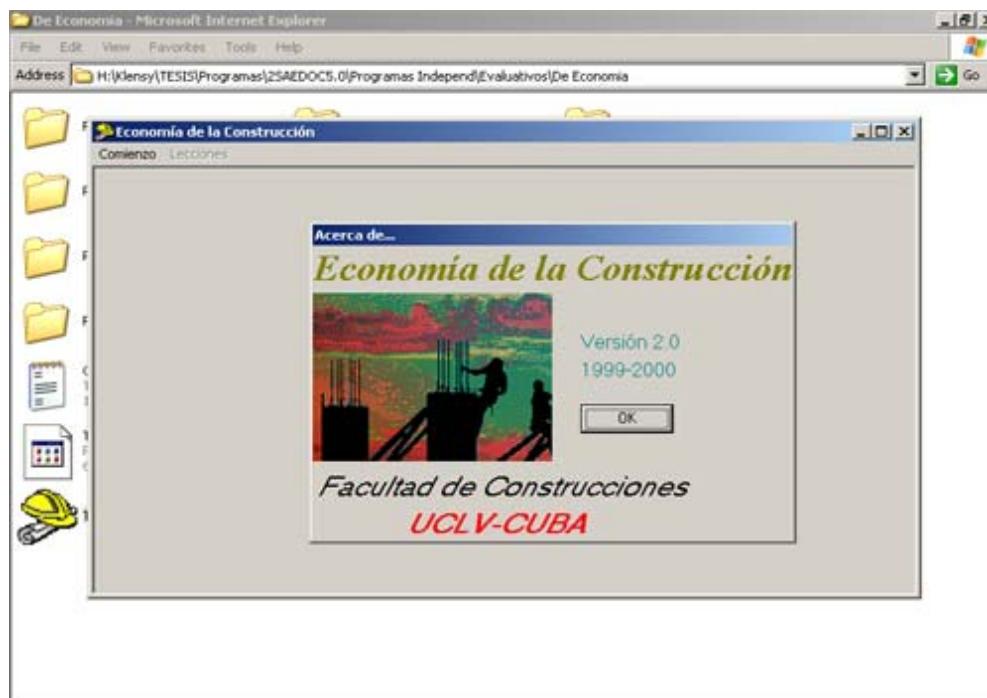 De Economia - Microsoft Internet Explorer
File Edit View Favorites Tools Help
Address H:\Klensy\TESIS\Programas\2SAEDOC5.0\Programas Independ\Evaluativos\De Economia Go
Economía de la Construcción
Comienzo Lecciones
Acerca de...
Economía de la Construcción
Versión 2.0
1999-2000
OK
Facultad de Construcciones
UCLV-CUBA